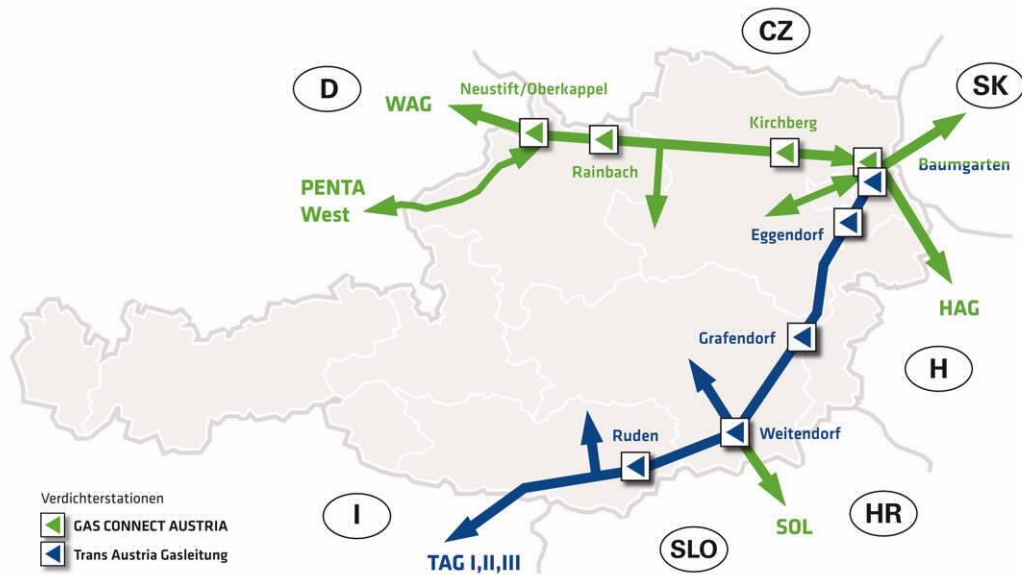 CZ
D
SK
Neustift/Oberkappel
WAG
Kirchberg
Baumgarten
Rainbach
PENTA
West
Eggendorf
HAG
Grafendorf
H
Ruden
Weitendorf
Verdichterstationen
GAS CONNECT AUSTRIA
Trans Austria Gasleitung
I
TAG I,II,III
SLO
SOL
HR